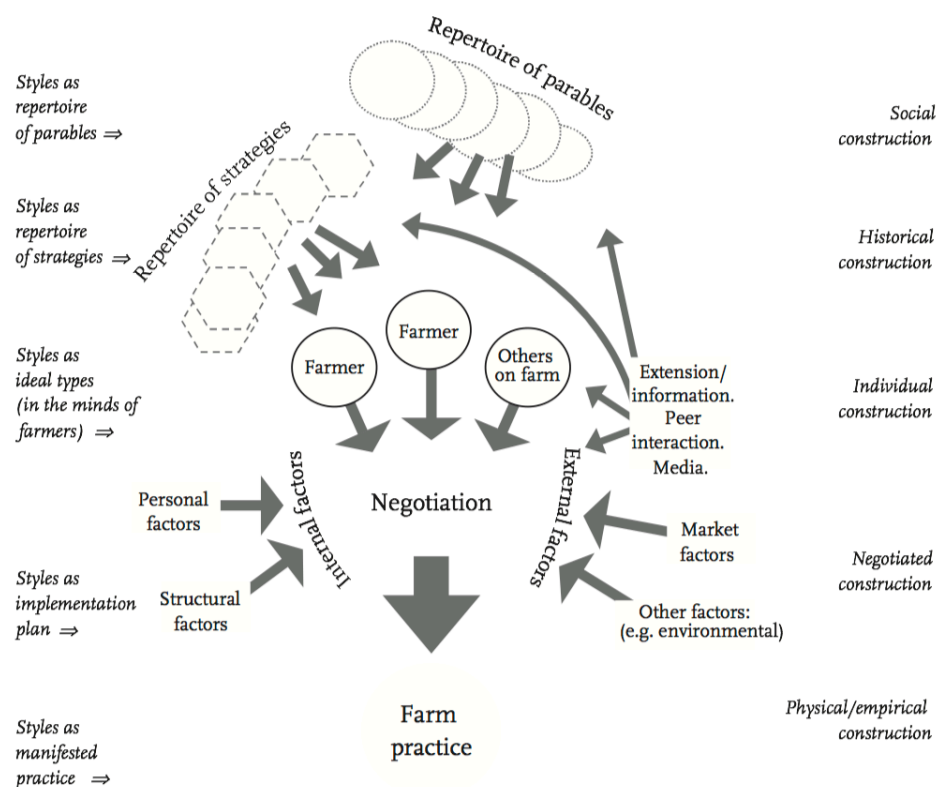 Repertoire of parables
Styles as
repertoire
of parables ⇒
Social
construction
Repertoire of strategies
Styles as
repertoire
of strategies ⇒
Historical
construction
Farmer
Farmer
Others
on farm
Styles as
ideal types
(in the minds of
farmers) ⇒
Extension/
information.
Peer
interaction.
Media.
Individual
construction
Internal factors
Negotiation
External factors
Personal
factors
Market
factors
Structural
factors
Other factors:
(e.g. environmental)
Styles as
implementation
plan ⇒
Negotiated
construction
Farm
practice
Styles as
manifested
practice ⇒
Physical/empirical
construction